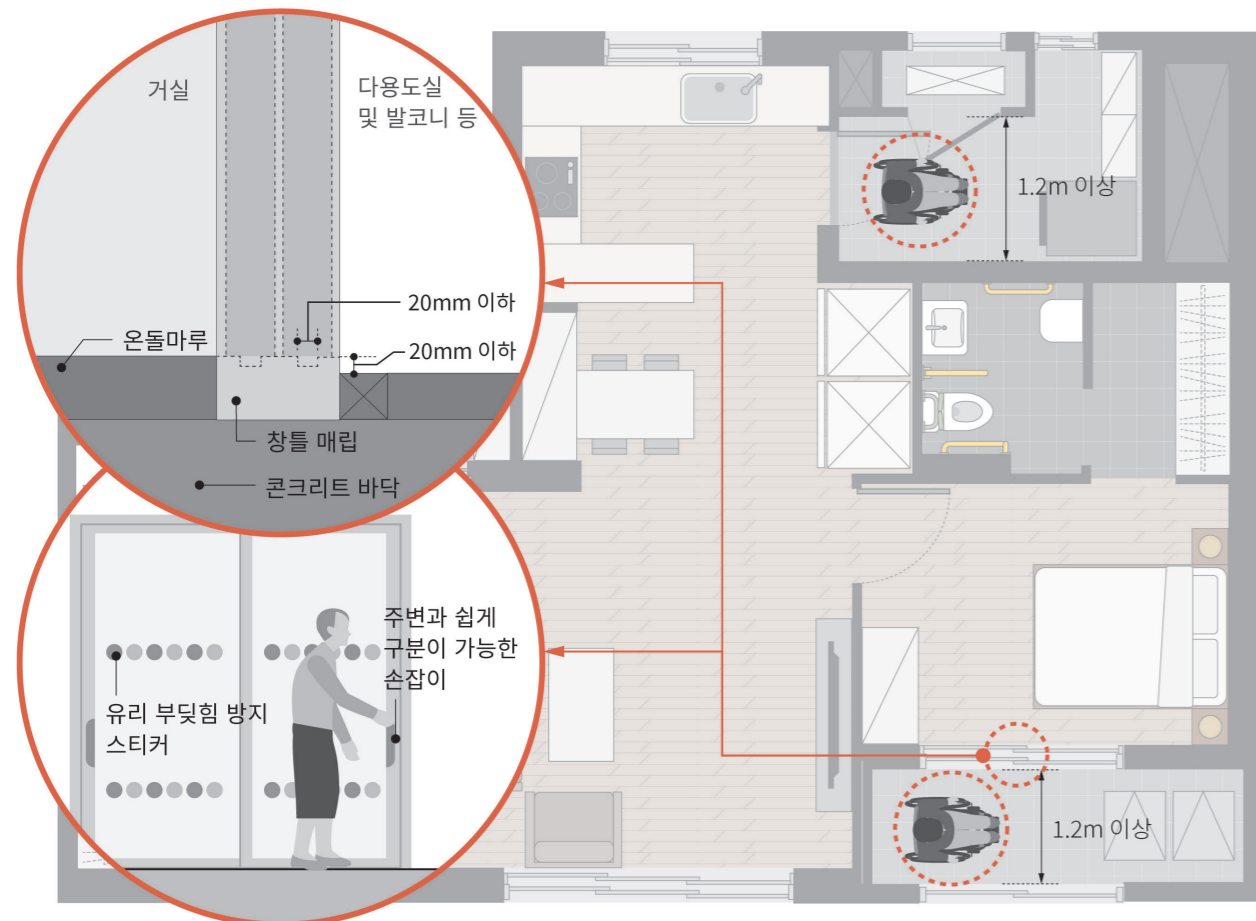 거실
다용도실
및 발코니 등
20mm 이하
20mm 이하
온돌마루
창틀 매립
콘크리트 바닥
주변과 쉽게
구분이 가능한
손잡이
유리 부딪힘 방지
스티커
1.2m 이상
1.2m 이상